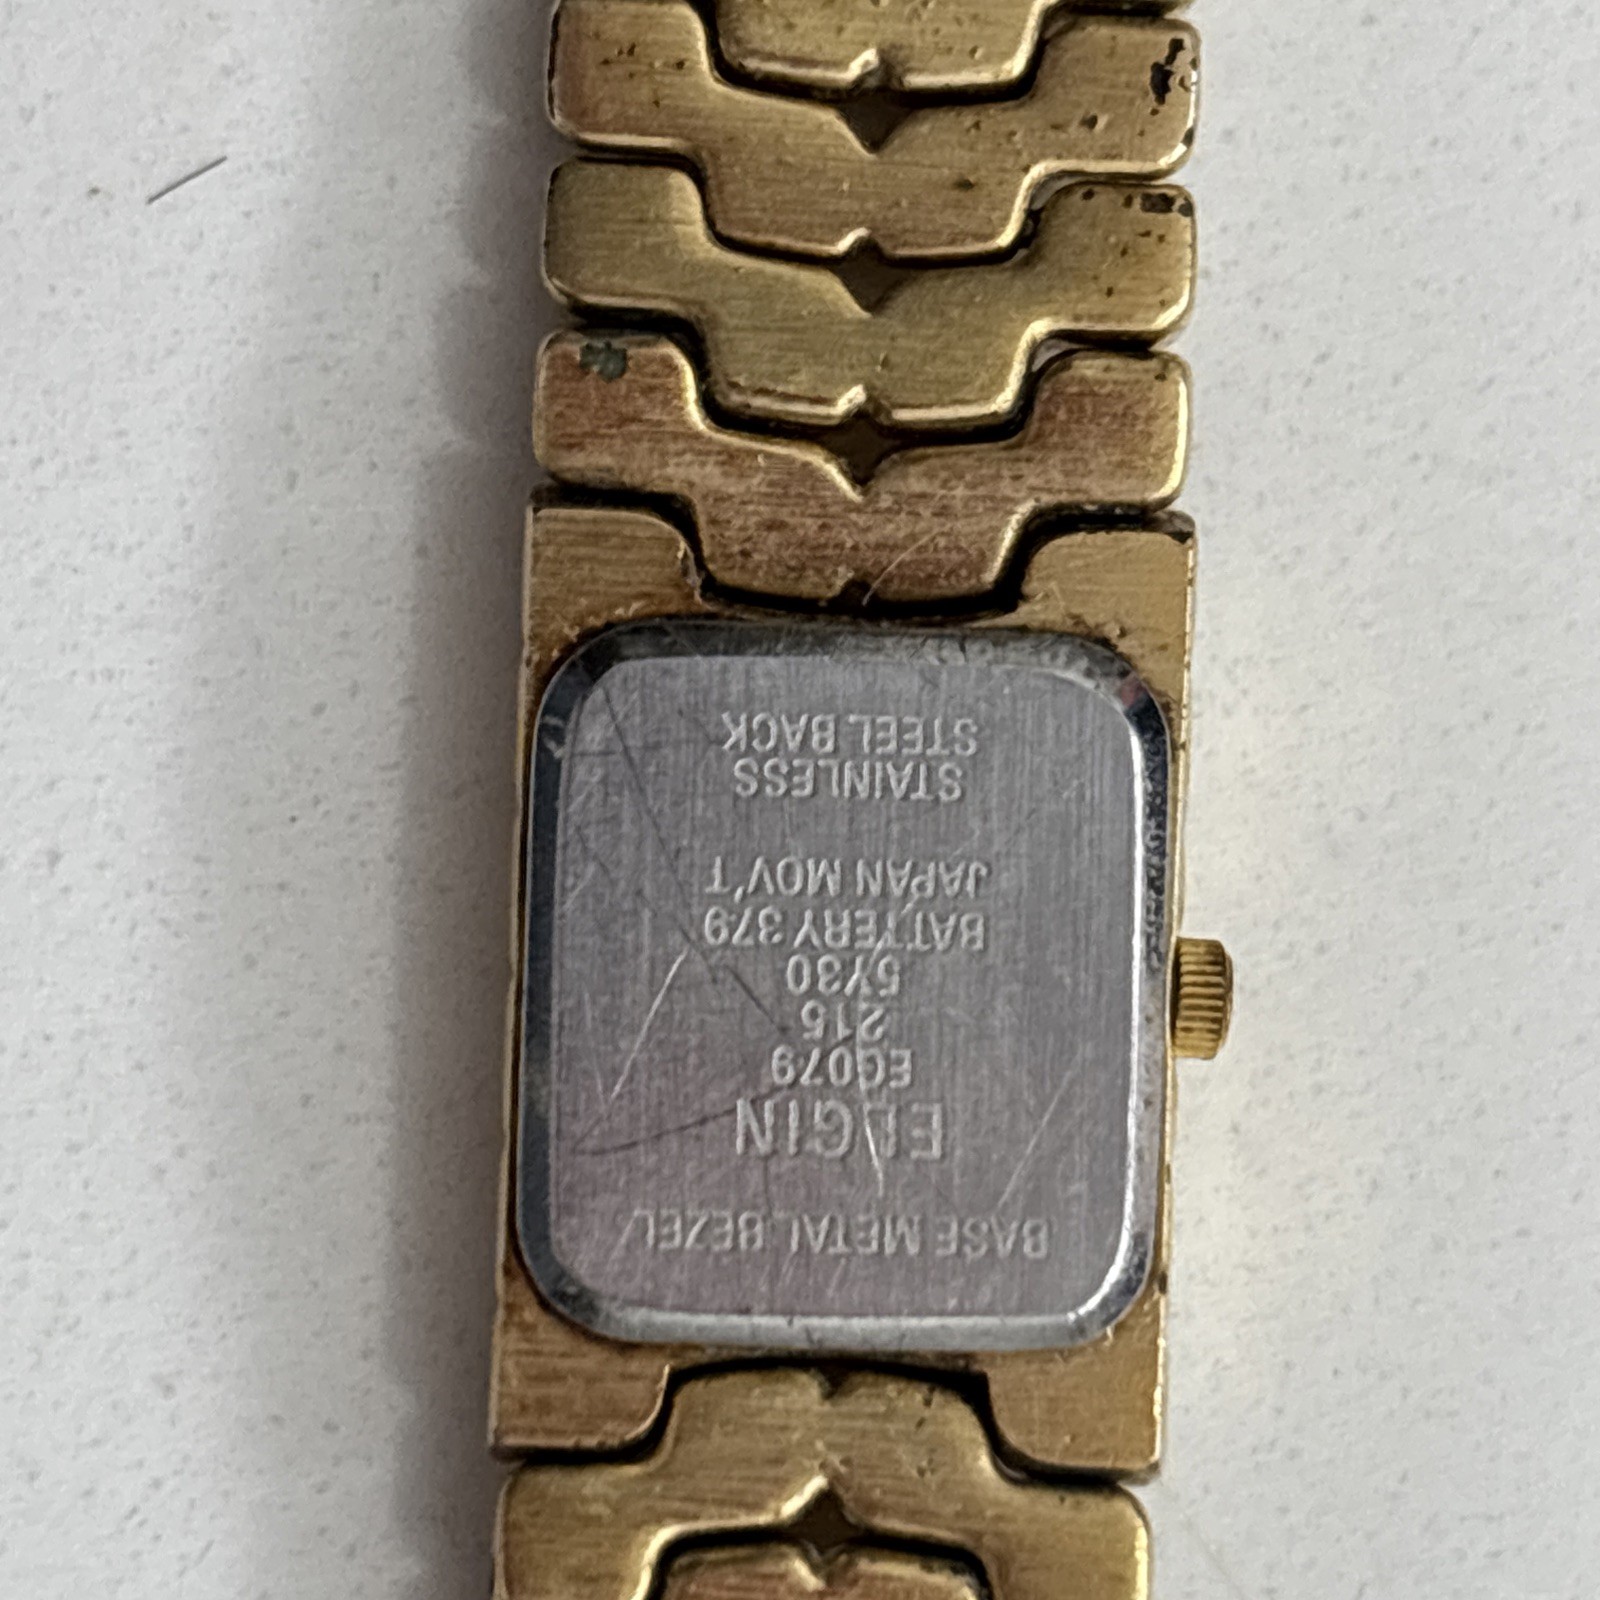 BASE METAL BEZEL
ELGIN
EG079
215
5Y30
BATTERY 379
JAPAN MOV'T
STAINLESS
STEEL BACK